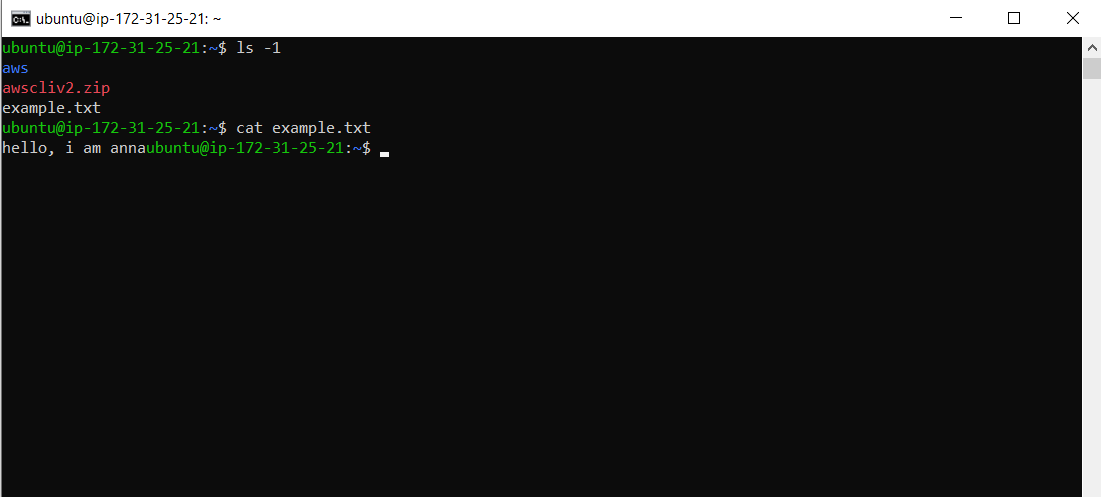 ubuntu@ip-172-31-25-21: ~
ubuntu@ip-172-31-25-21:~$ ls -1
aws
awscliv2.zip
example.txt
ubuntu@ip-172-31-25-21:~$ cat example.txt
hello, i am annaubuntu@ip-172-31-25-21:~$